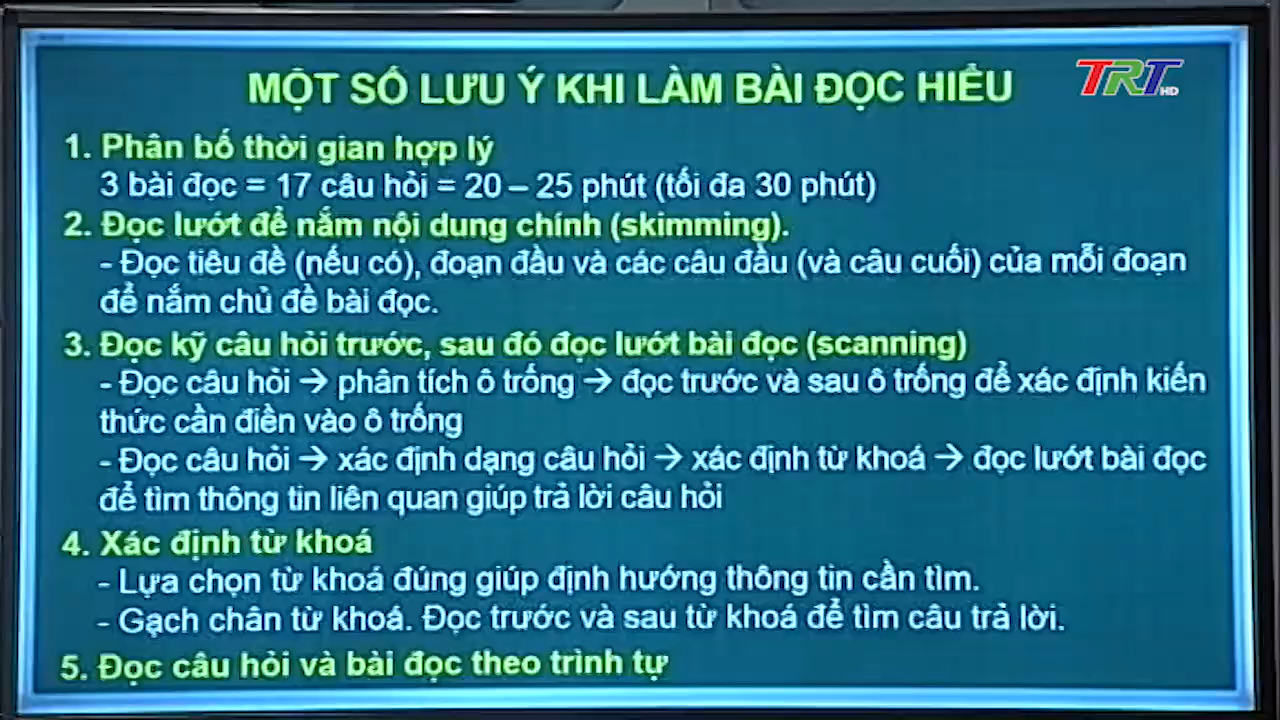 MỘT SỐ LƯU Ý KHI LÀM BÀI ĐỌC HIỂU
TRT HD
1. Phân bố thời gian hợp lý
3 bài đọc = 17 câu hỏi = 20 – 25 phút (tối đa 30 phút)
2. Đọc lướt để nắm nội dung chính (skimming).
- Đọc tiêu đề (nếu có), đoạn đầu và các câu đầu (và câu cuối) của mỗi đoạn
để nắm chủ đề bài đọc.
3. Đọc kỹ câu hỏi trước, sau đó đọc lướt bài đọc (scanning)
- Đọc câu hỏi → phân tích ô trống → đọc trước và sau ô trống để xác định kiến
thức cần điền vào ô trống
- Đọc câu hỏi → xác định dạng câu hỏi → xác định từ khoá → đọc lướt bài đọc
để tìm thông tin liên quan giúp trả lời câu hỏi
4. Xác định từ khoá
- Lựa chọn từ khoá đúng giúp định hướng thông tin cần tìm.
- Gạch chân từ khoá. Đọc trước và sau từ khoá để tìm câu trả lời.
5. Đọc câu hỏi và bài đọc theo trình tự